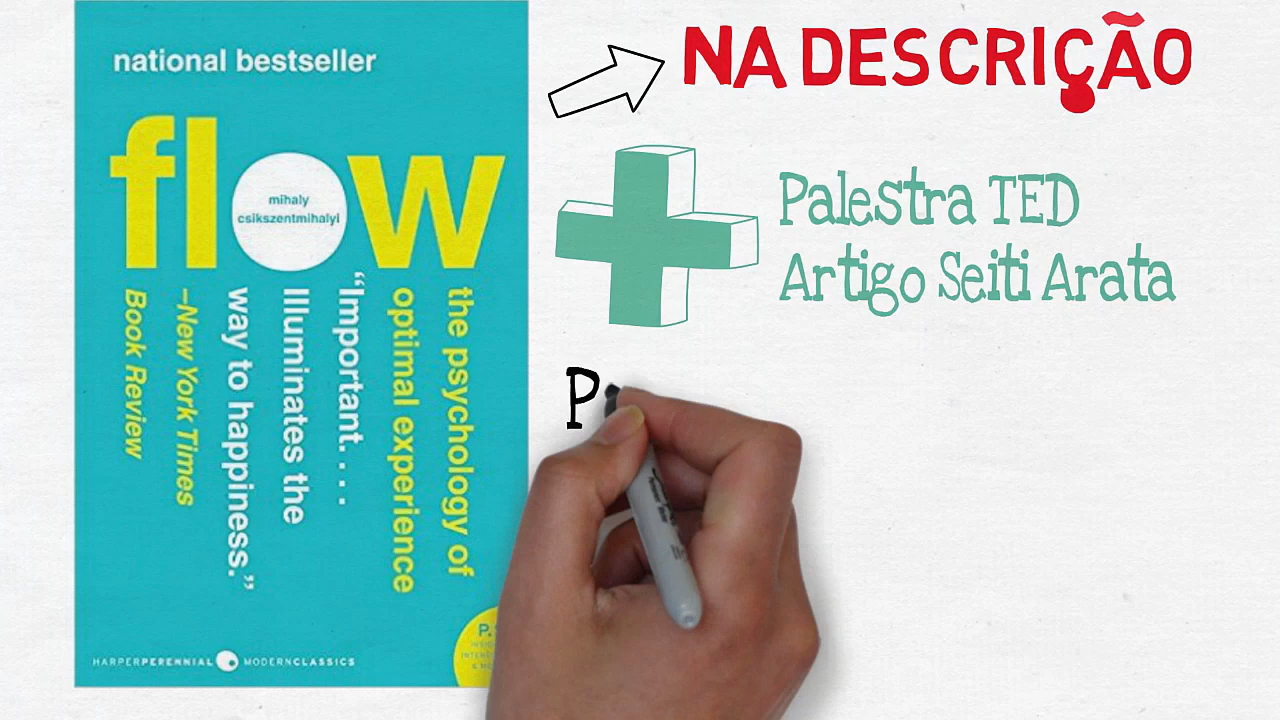 national bestseller
flow
mihaly
csikszentmihalyi
the psychology of
optimal experience
“Important. . . .
Illuminates the
way to happiness.”
–New York Times
Book Review
HARPERPERENNIAL MODERNCLASSICS
P.
NA DESCRIÇÃO
Palestra TED
Artigo Seiti Arata
P